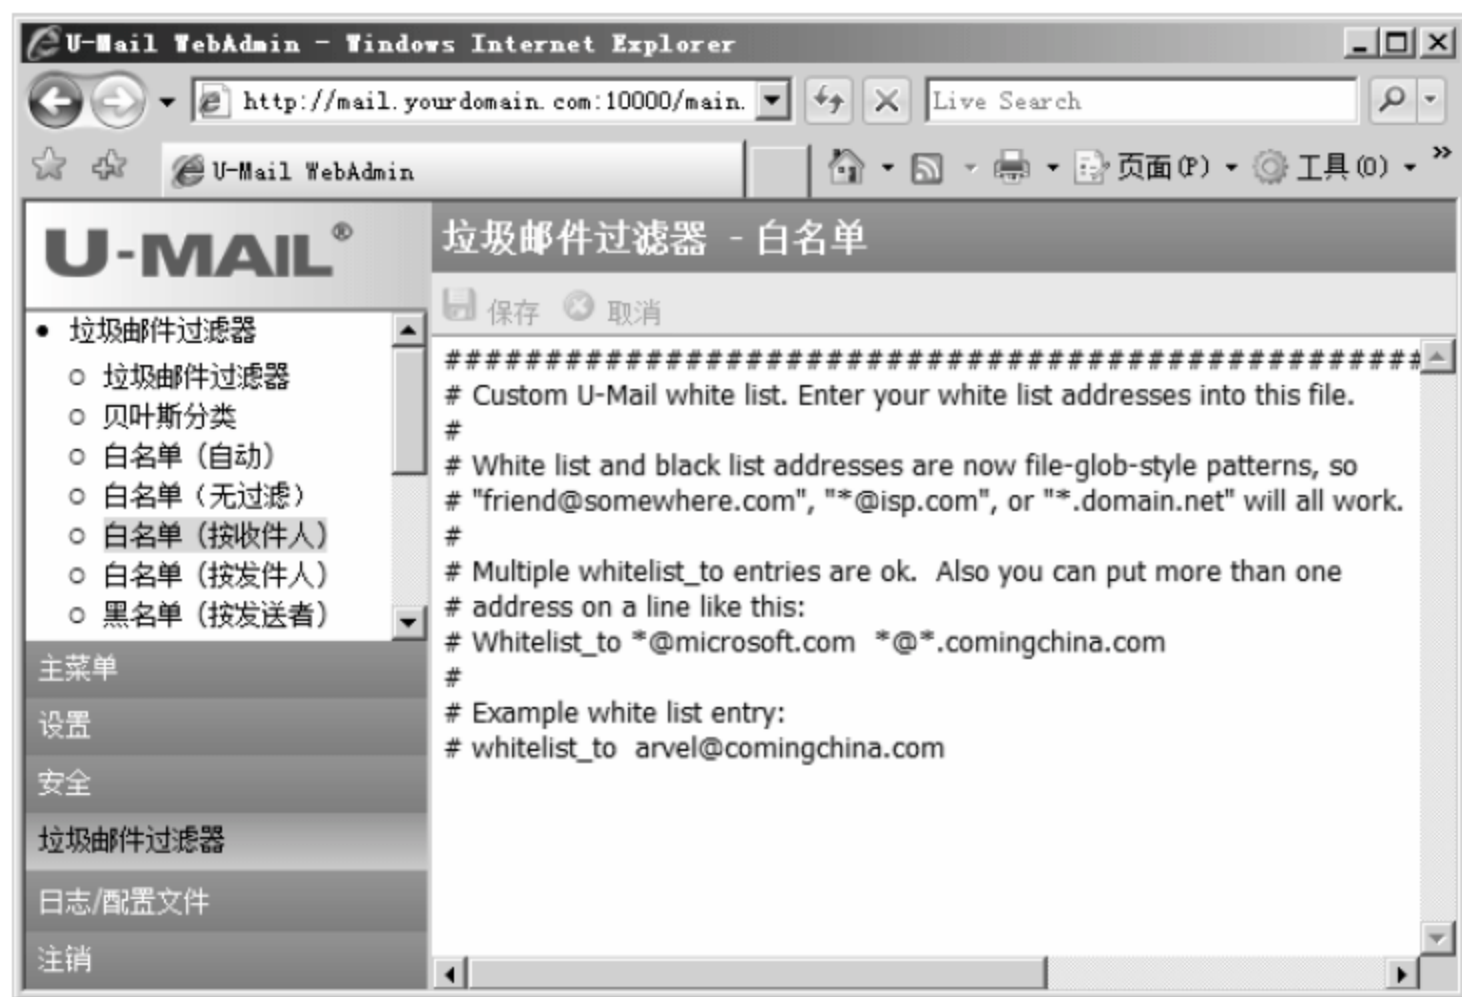 U-Mail WebAdmin - Windows Internet Explorer
http://mail.yourdomain.com:10000/main.
Live Search
U-Mail WebAdmin
页面(P)
工具(O)
»
U-MAIL®
垃圾邮件过滤器 - 白名单
保存
取消
垃圾邮件过滤器
垃圾邮件过滤器
贝叶斯分类
白名单（自动）
白名单（无过滤）
白名单（按收件人）
白名单（按发件人）
黑名单（按发送者）
主菜单
设置
安全
垃圾邮件过滤器
日志/配置文件
注销
#################################################
# Custom U-Mail white list. Enter your white list addresses into this file.
#
# White list and black list addresses are now file-glob-style patterns, so
# "friend@somewhere.com", "*@isp.com", or "*.domain.net" will all work.
#
# Multiple whitelist_to entries are ok.  Also you can put more than one
# address on a line like this:
# Whitelist_to *@microsoft.com  *@*.comingchina.com
#
# Example white list entry:
# whitelist_to  arvel@comingchina.com